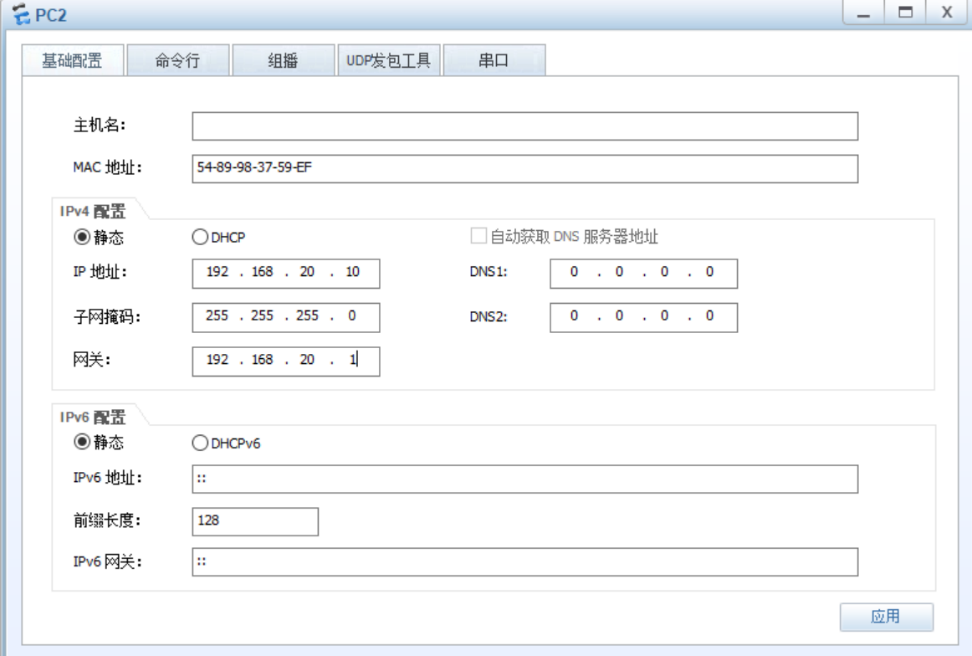 PC2
基础配置 命令行 组播 UDP发包工具 串口
主机名：
MAC 地址： 54-89-98-37-59-EF
IPv4 配置
静态 DHCP 自动获取 DNS 服务器地址
IP 地址： 192 . 168 . 20 . 10 DNS1: 0 . 0 . 0 . 0
子网掩码： 255 . 255 . 255 . 0 DNS2: 0 . 0 . 0 . 0
网关： 192 . 168 . 20 . 1
IPv6 配置
静态 DHCPv6
IPv6 地址： ::
前缀长度： 128
IPv6 网关： ::
应用